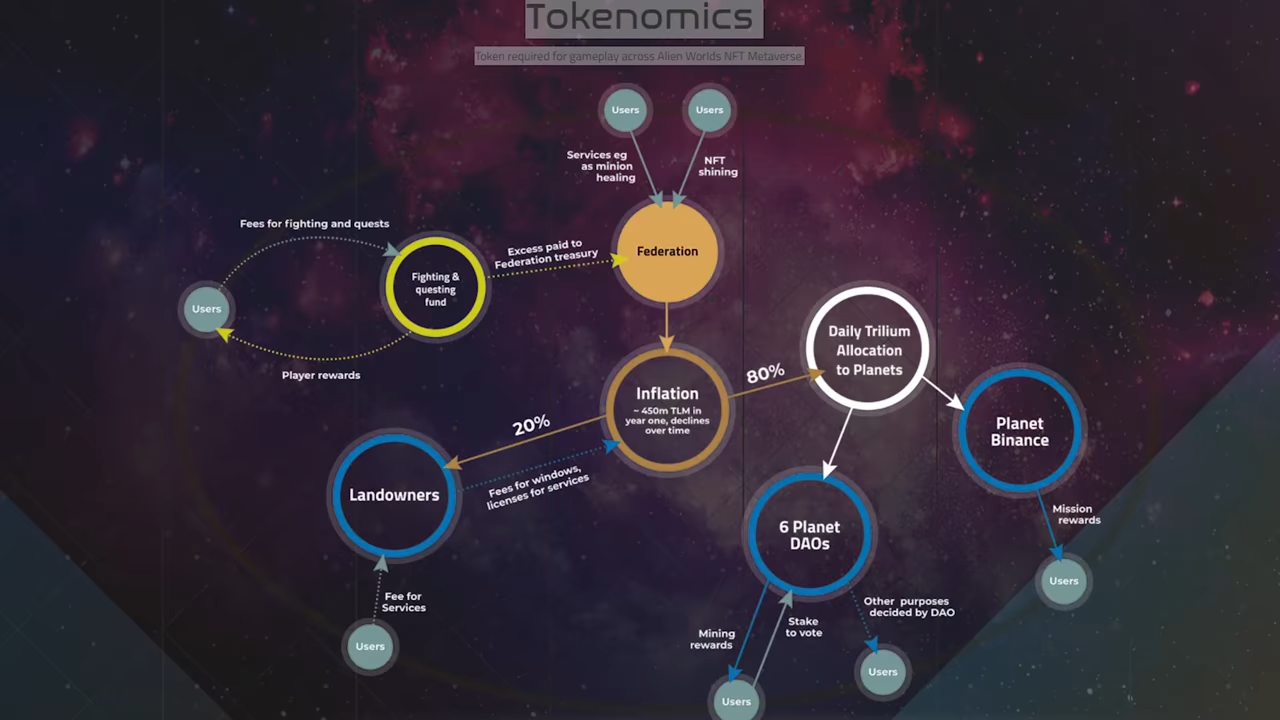 Tokenomics
Token required for gameplay across Alien Worlds NFT Metaverse.
Users
Users
Services eg
as minion
healing
NFT
shining
Fees for fighting and quests
Excess paid to
Federation treasury
Federation
Fighting &
questing
fund
Users
Player rewards
Daily Trilium
Allocation
to Planets
80%
Inflation
~ 450m TLM in
year one, declines
over time
20%
Planet
Binance
Landowners
Fees for windows,
licenses for services
6 Planet
DAOs
Mission
rewards
Users
Fee for
Services
Other purposes
decided by DAO
Stake
to vote
Mining
rewards
Users
Users
Users